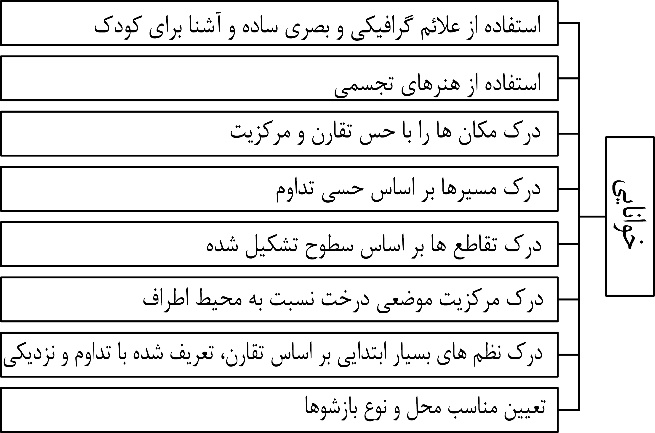 خوانایی
استفاده از علائم گرافیکی و بصری ساده و آشنا برای کودک
استفاده از هنرهای تجسمی
درک مکان ها را با حس تقارن و مرکزیت
درک مسیرها بر اساس حسی تداوم
درک تقاطع ها بر اساس سطوح تشکیل شده
درک مرکزیت موضعی درخت نسبت به محیط اطراف
درک نظم های بسیار ابتدایی بر اساس تقارن، تعریف شده با تداوم و نزدیکی
تعیین مناسب محل و نوع بازشوها